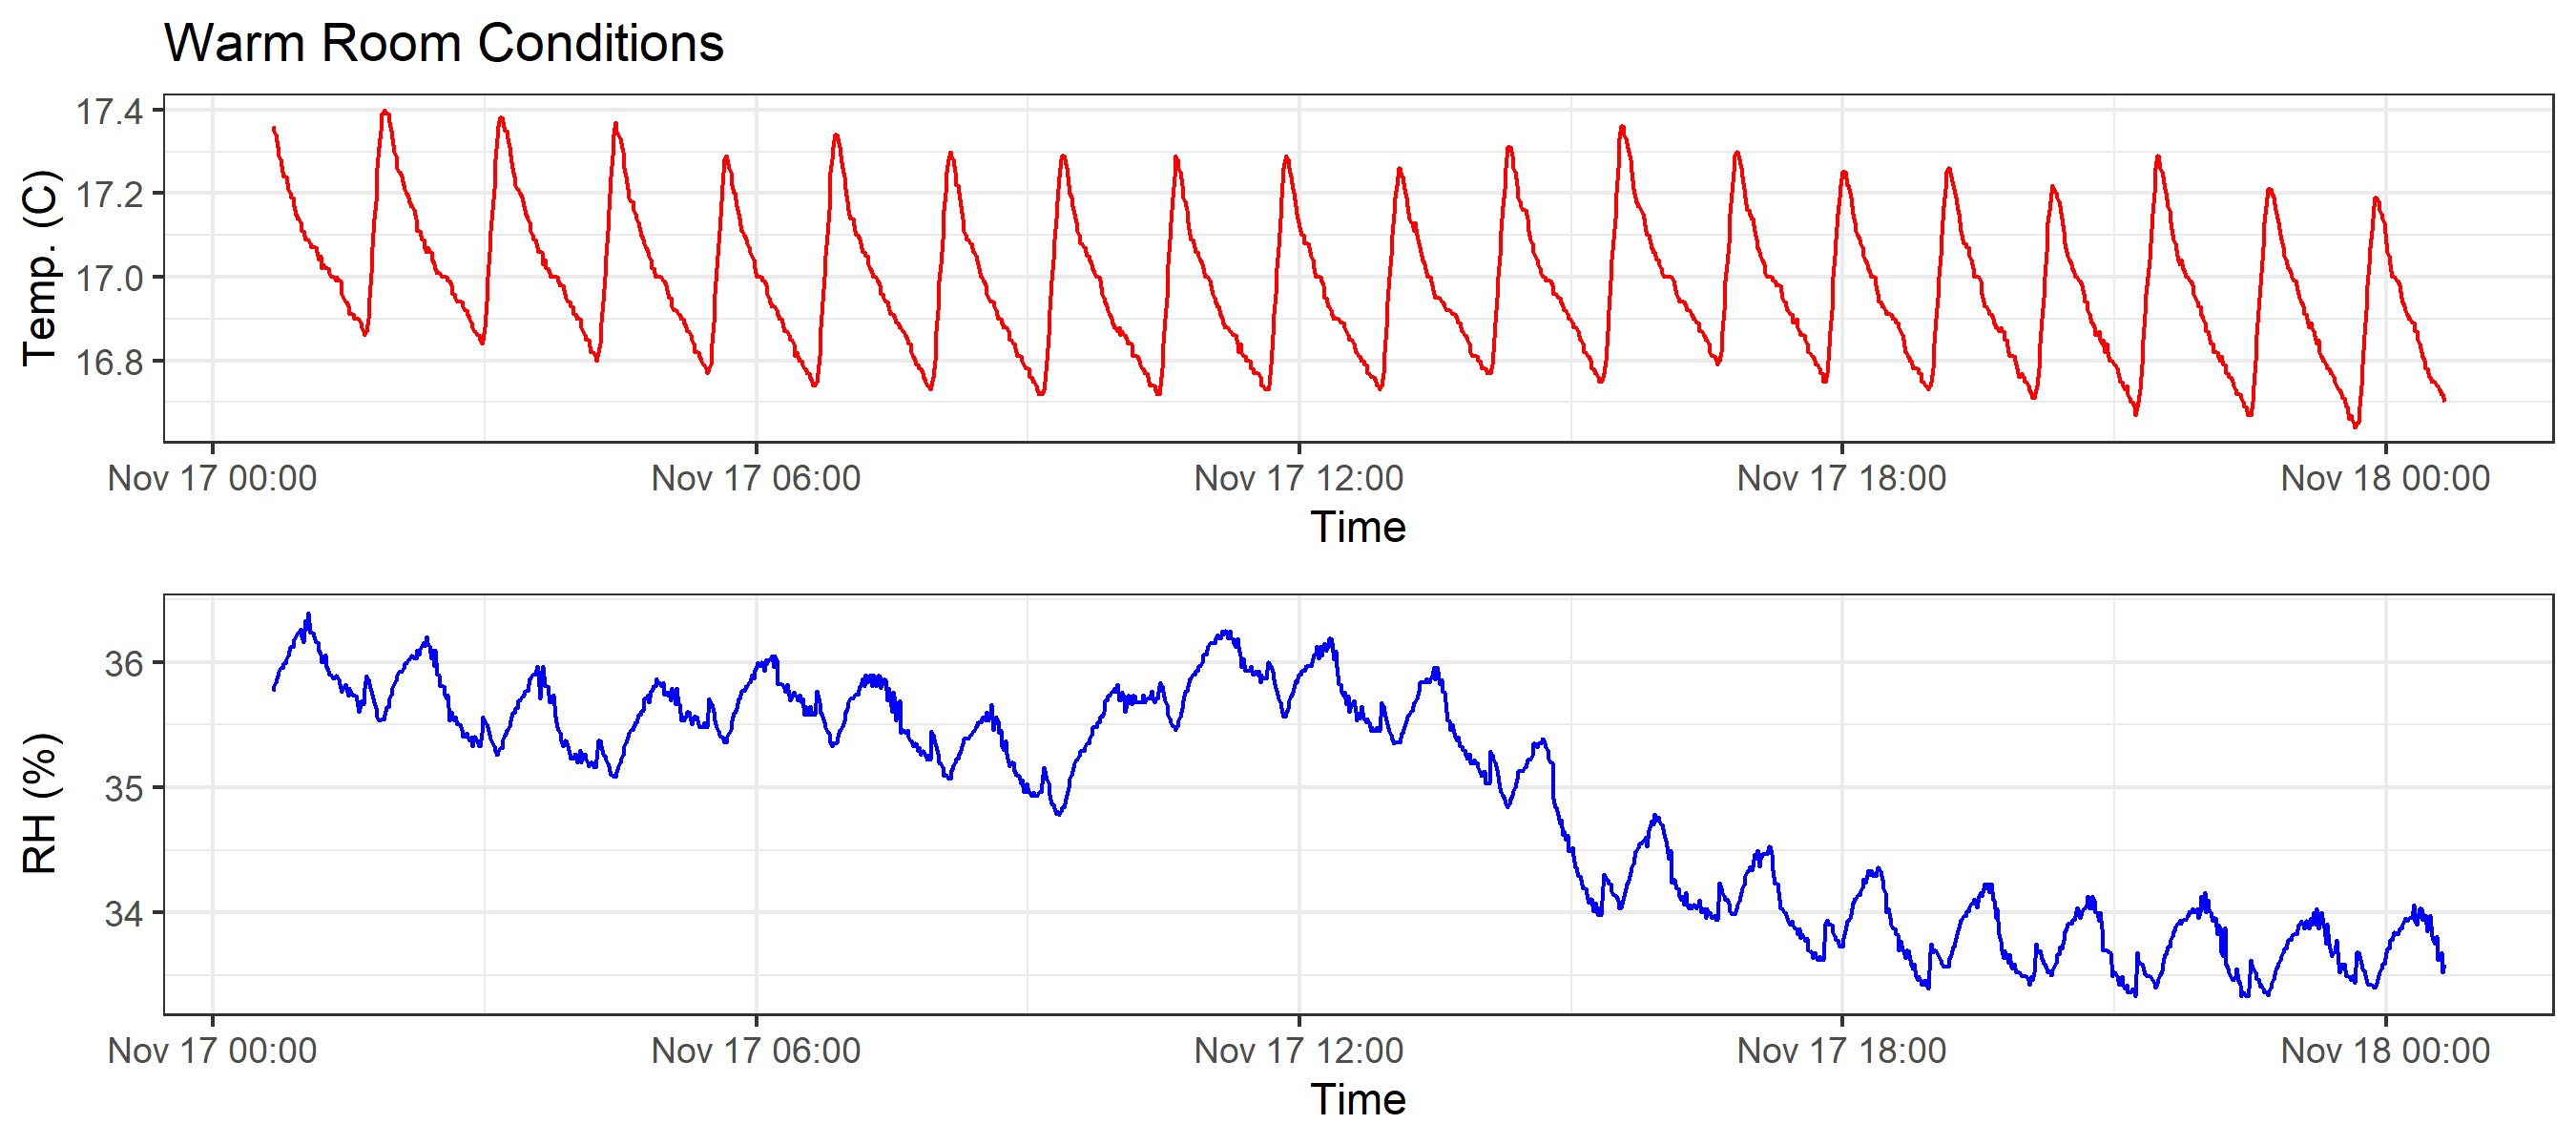 Warm Room Conditions
Temp. (C)
17.4
17.2
17.0
16.8
Nov 17 00:00 Nov 17 06:00 Nov 17 12:00 Nov 17 18:00 Nov 18 00:00
Time
RH (%)
36
35
34
Nov 17 00:00 Nov 17 06:00 Nov 17 12:00 Nov 17 18:00 Nov 18 00:00
Time